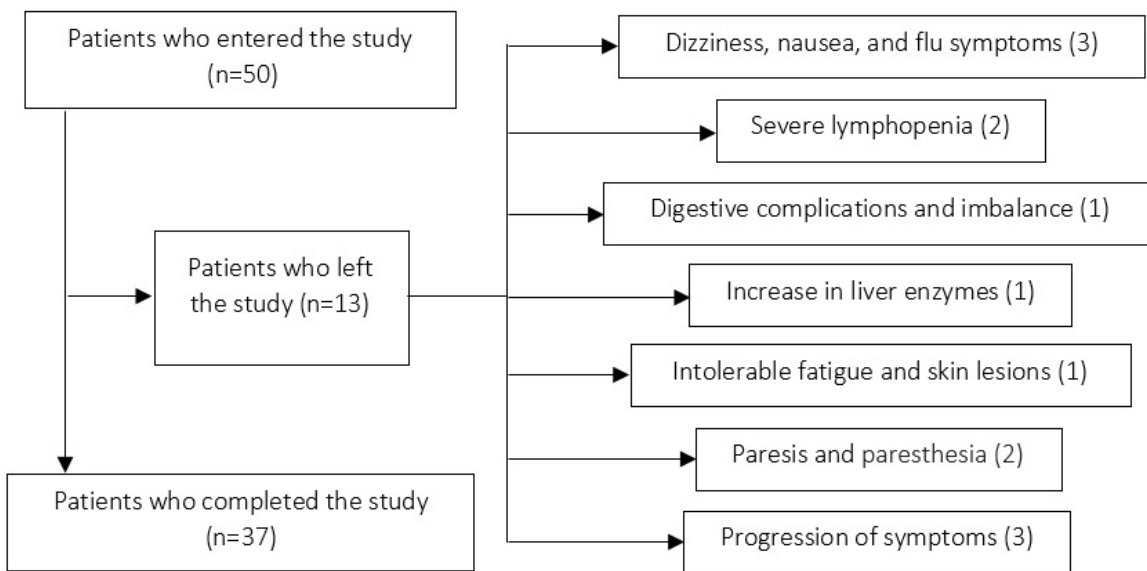 Patients who entered the study
(n=50)
Dizziness, nausea, and flu symptoms (3)
Severe lymphopenia (2)
Digestive complications and imbalance (1)
Patients who left
the study (n=13)
Increase in liver enzymes (1)
Intolerable fatigue and skin lesions (1)
Paresis and paresthesia (2)
Patients who completed the study
(n=37)
Progression of symptoms (3)